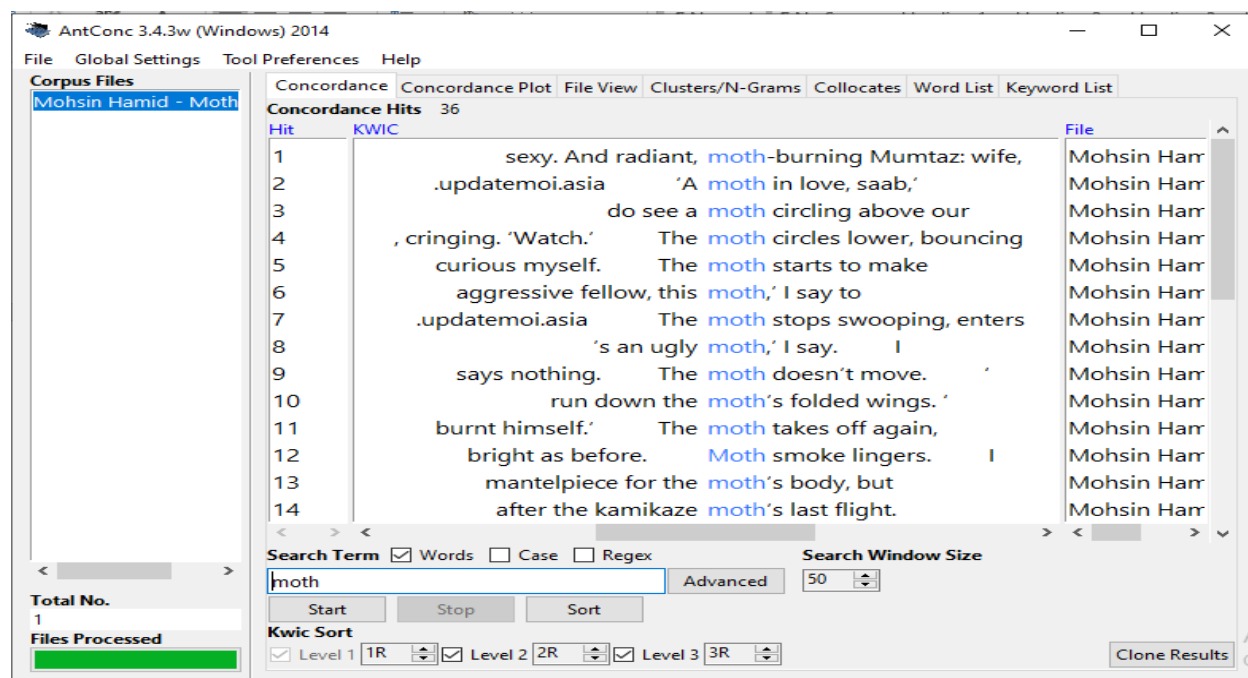 AntConc 3.4.3w (Windows) 2014
File Global Settings Tool Preferences Help
Corpus Files
Mohsin Hamid - Moth
Concordance Concordance Plot File View Clusters/N-Grams Collocates Word List Keyword List
Concordance Hits 36
Hit KWIC File
1 sexy. And radiant, moth-burning Mumtaz: wife, Mohsin Ham
2 .updatemoi.asia ‘A moth in love, saab,’ Mohsin Ham
3 do see a moth circling above our Mohsin Ham
4 , cringing. ‘Watch.’ The moth circles lower, bouncing Mohsin Ham
5 curious myself. The moth starts to make Mohsin Ham
6 aggressive fellow, this moth,’ I say to Mohsin Ham
7 .updatemoi.asia The moth stops swooping, enters Mohsin Ham
8 ’s an ugly moth,’ I say. I Mohsin Ham
9 says nothing. The moth doesn’t move. ‘ Mohsin Ham
10 run down the moth’s folded wings. ‘ Mohsin Ham
11 burnt himself.’ The moth takes off again, Mohsin Ham
12 bright as before. Moth smoke lingers. I Mohsin Ham
13 mantelpiece for the moth’s body, but Mohsin Ham
14 after the kamikaze moth’s last flight. Mohsin Ham
Search Term Words Case Regex Search Window Size
moth Advanced 50
Total No.
1
Start Stop Sort
Files Processed
Kwic Sort
Level 1 1R Level 2 2R Level 3 3R Clone Results